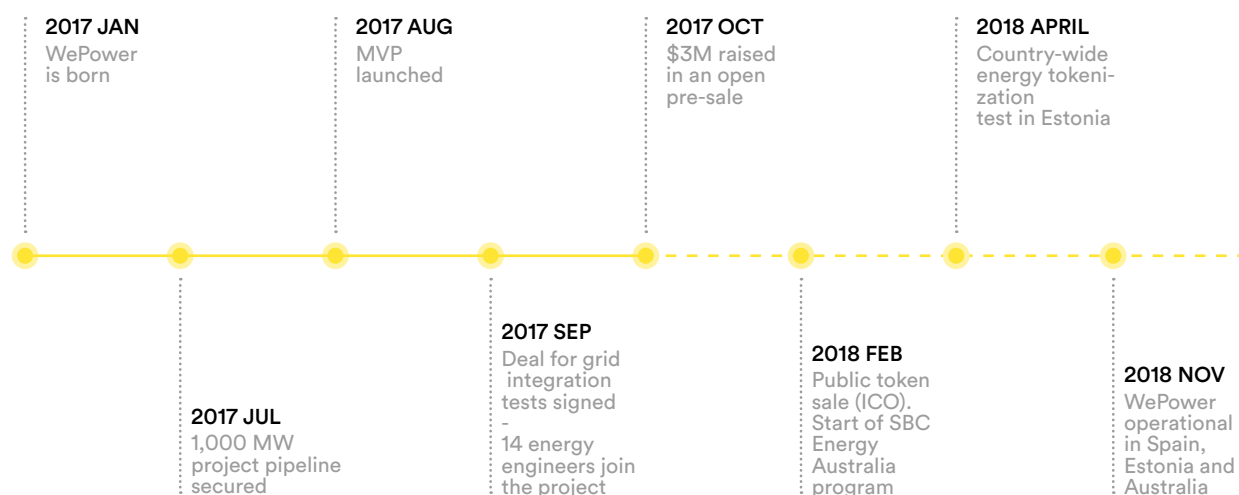 2017 JAN
WePower
is born
2017 AUG
MVP
launched
2017 OCT
$3M raised
in an open
pre-sale
2018 APRIL
Country-wide
energy tokeni-
zation
test in Estonia
2017 JUL
1,000 MW
project pipeline
secured
2017 SEP
Deal for grid
integration
tests signed
-
14 energy
engineers join
the project
2018 FEB
Public token
sale (ICO).
Start of SBC
Energy
Australia
program
2018 NOV
WePower
operational
in Spain,
Estonia and
Australia